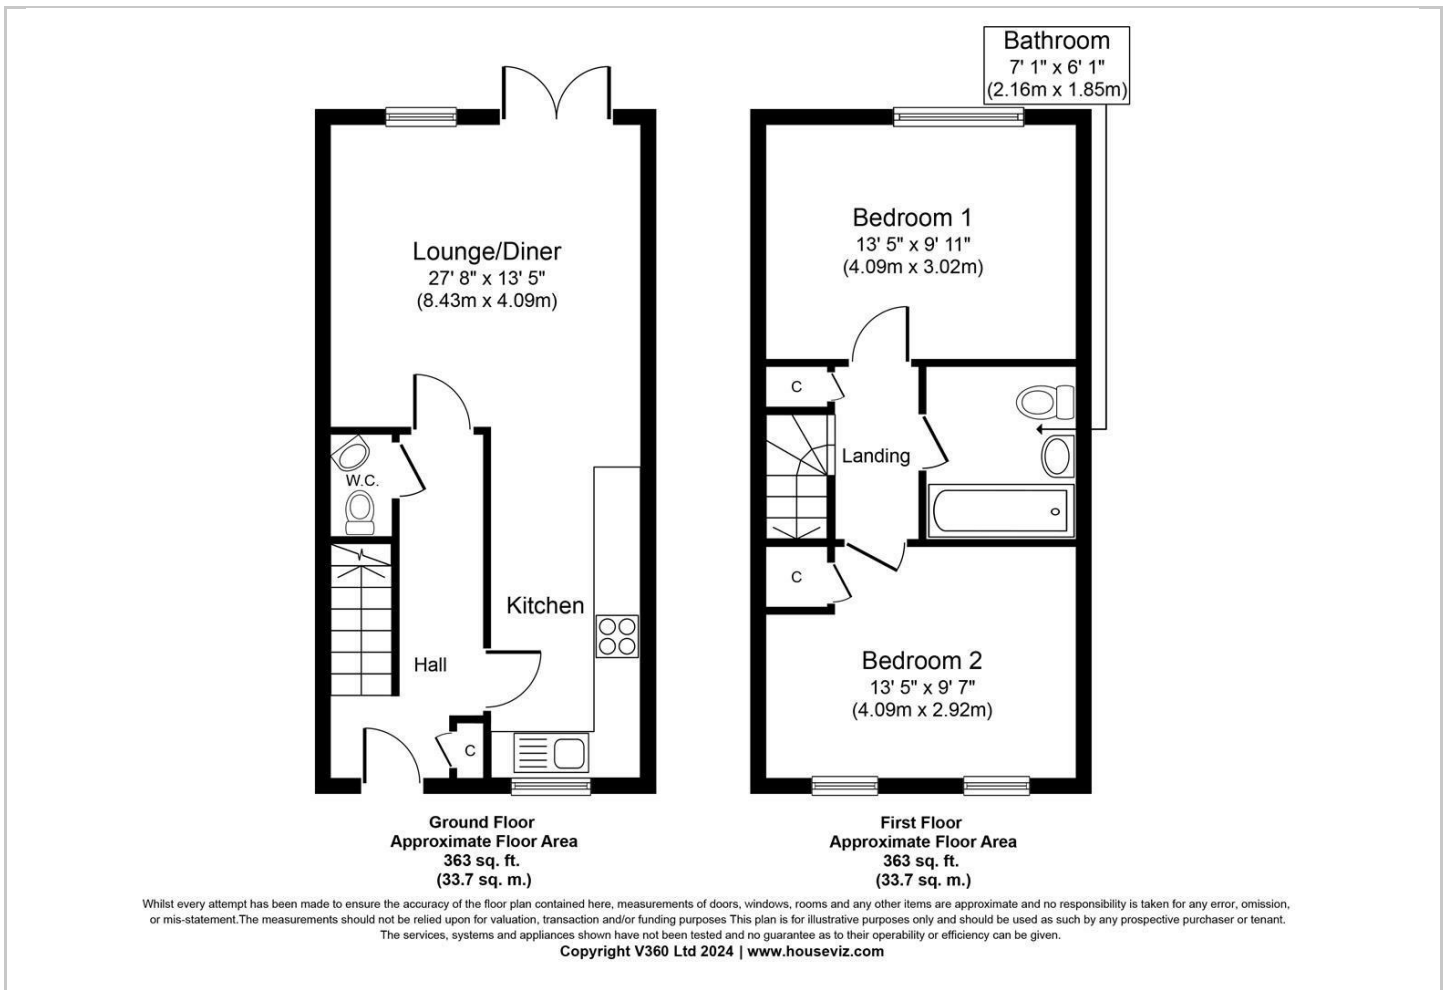 Bathroom
7' 1" x 6' 1"
(2.16m x 1.85m)
Lounge/Diner
27' 8" x 13' 5"
(8.43m x 4.09m)
W.C.
Kitchen
Hall
C
Ground Floor
Approximate Floor Area
363 sq. ft.
(33.7 sq. m.)
Bedroom 1
13' 5" x 9' 11"
(4.09m x 3.02m)
C
Landing
C
Bedroom 2
13' 5" x 9' 7"
(4.09m x 2.92m)
First Floor
Approximate Floor Area
363 sq. ft.
(33.7 sq. m.)
Whilst every attempt has been made to ensure the accuracy of the floor plan contained here, measurements of doors, windows, rooms and any other items are approximate and no responsibility is taken for any error, omission,
or mis-statement.The measurements should not be relied upon for valuation, transaction and/or funding purposes This plan is for illustrative purposes only and should be used as such by any prospective purchaser or tenant.
The services, systems and appliances shown have not been tested and no guarantee as to their operability or efficiency can be given.
Copyright V360 Ltd 2024 | www.houseviz.com